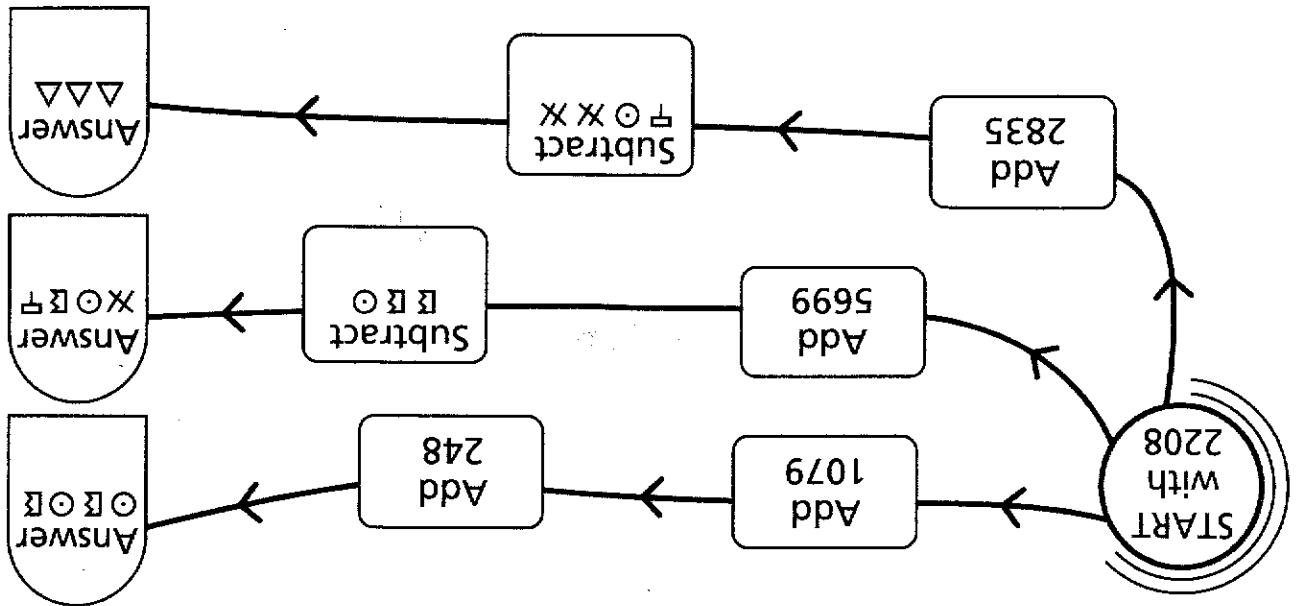 START
with
2208
Add
1079
Add
248
Answer
Add
5699
Subtract
Answer
Add
2835
Subtract
Answer